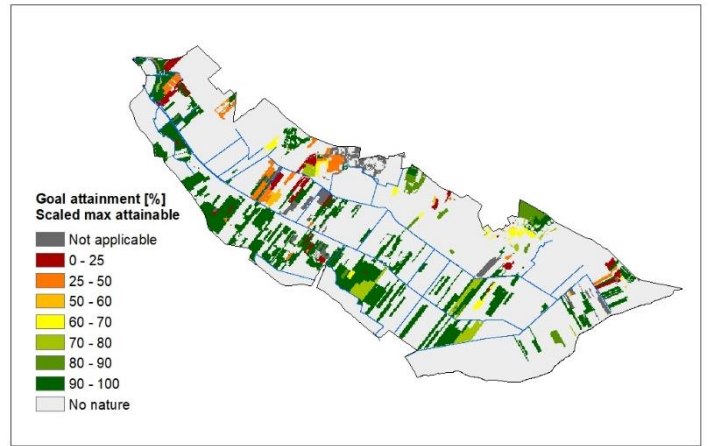 Goal attainment [%]
Scaled max attainable
Not applicable
0 - 25
25 - 50
50 - 60
60 - 70
70 - 80
80 - 90
90 - 100
No nature